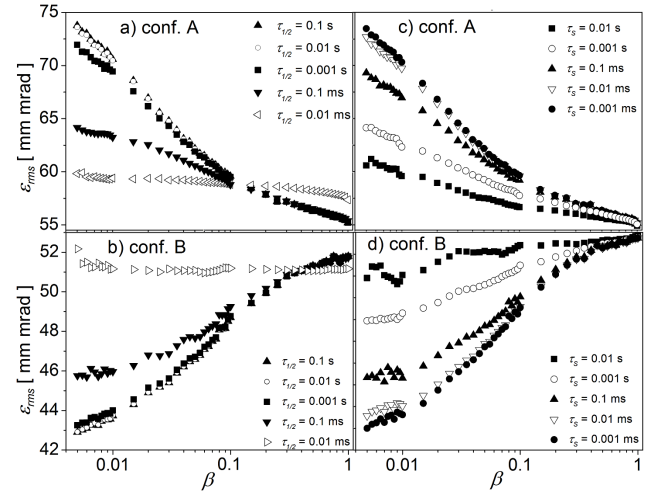 a) conf. A
τ1/2 = 0.1 s
τ1/2 = 0.01 s
τ1/2 = 0.001 s
τ1/2 = 0.1 ms
τ1/2 = 0.01 ms
75
70
65
60
55
εrms [ mm mrad ]
c) conf. A
τS = 0.01 s
τS = 0.001 s
τS = 0.1 ms
τS = 0.01 ms
τS = 0.001 ms
b) conf. B
τ1/2 = 0.1 s
τ1/2 = 0.01 s
τ1/2 = 0.001 s
τ1/2 = 0.1 ms
τ1/2 = 0.01 ms
52
50
48
46
44
42
εrms [ mm mrad ]
0.01
0.1
1
β
d) conf. B
τS = 0.01 s
τS = 0.001 s
τS = 0.1 ms
τS = 0.01 ms
τS = 0.001 ms
0.01
0.1
1
β